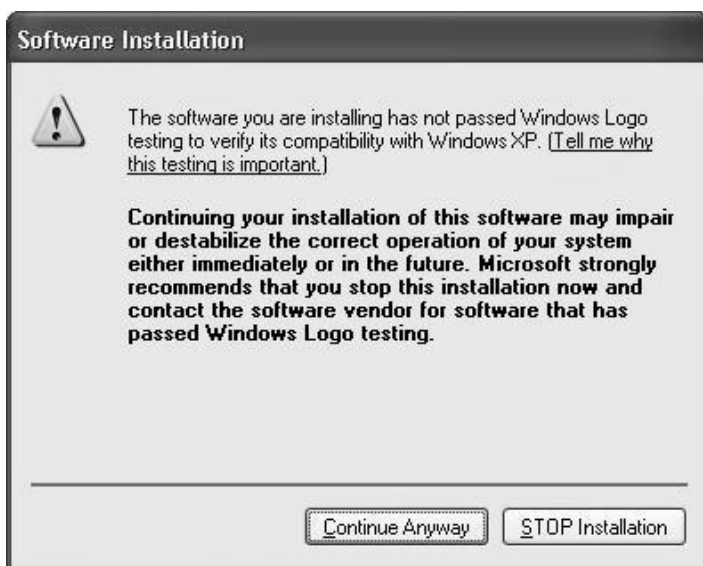 Software Installation
The software you are installing has not passed Windows Logo
testing to verify its compatibility with Windows XP. (Tell me why
this testing is important.)
Continuing your installation of this software may impair
or destabilize the correct operation of your system
either immediately or in the future. Microsoft strongly
recommends that you stop this installation now and
contact the software vendor for software that has
passed Windows Logo testing.
Continue Anyway
STOP Installation